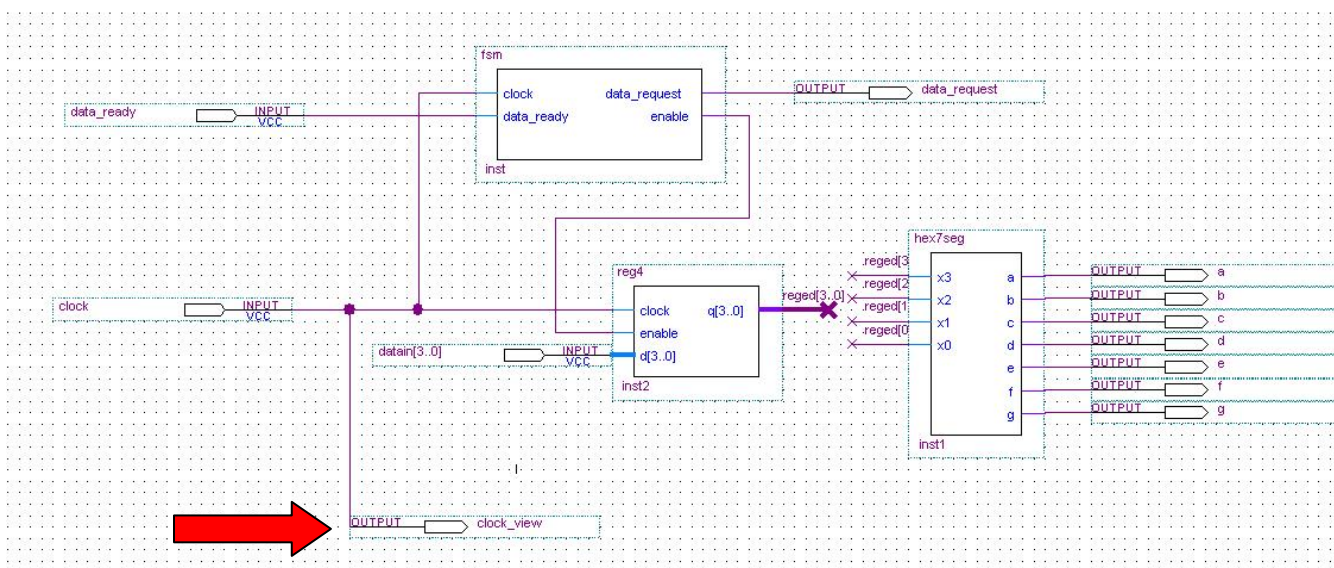 fsm
clock data_request
data_ready enable
inst
data_ready INPUT
VCC
OUTPUT data_request
clock INPUT
VCC
reg4
clock q[3..0]
enable
d[3..0]
inst2
datain[3..0] INPUT
VCC
reged[3..0]
hex7seg
reged[3
reged[2
reged[1
reged[0
x3 a
x2 b
x1 c
x0 d
e
f
g
inst1
OUTPUT a
OUTPUT b
OUTPUT c
OUTPUT d
OUTPUT e
OUTPUT f
OUTPUT g
OUTPUT clock_view